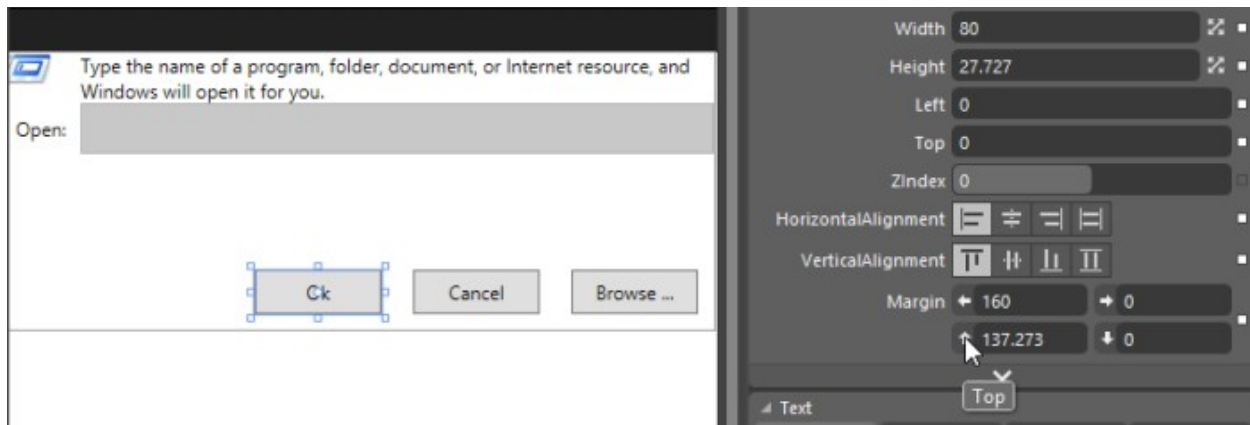 Type the name of a program, folder, document, or Internet resource, and
Windows will open it for you.
Open:
Ok
Cancel
Browse ...
Width 80
Height 27.727
Left 0
Top 0
ZIndex 0
HorizontalAlignment
VerticalAlignment
Margin 160 0
137.273 0
Top
Text